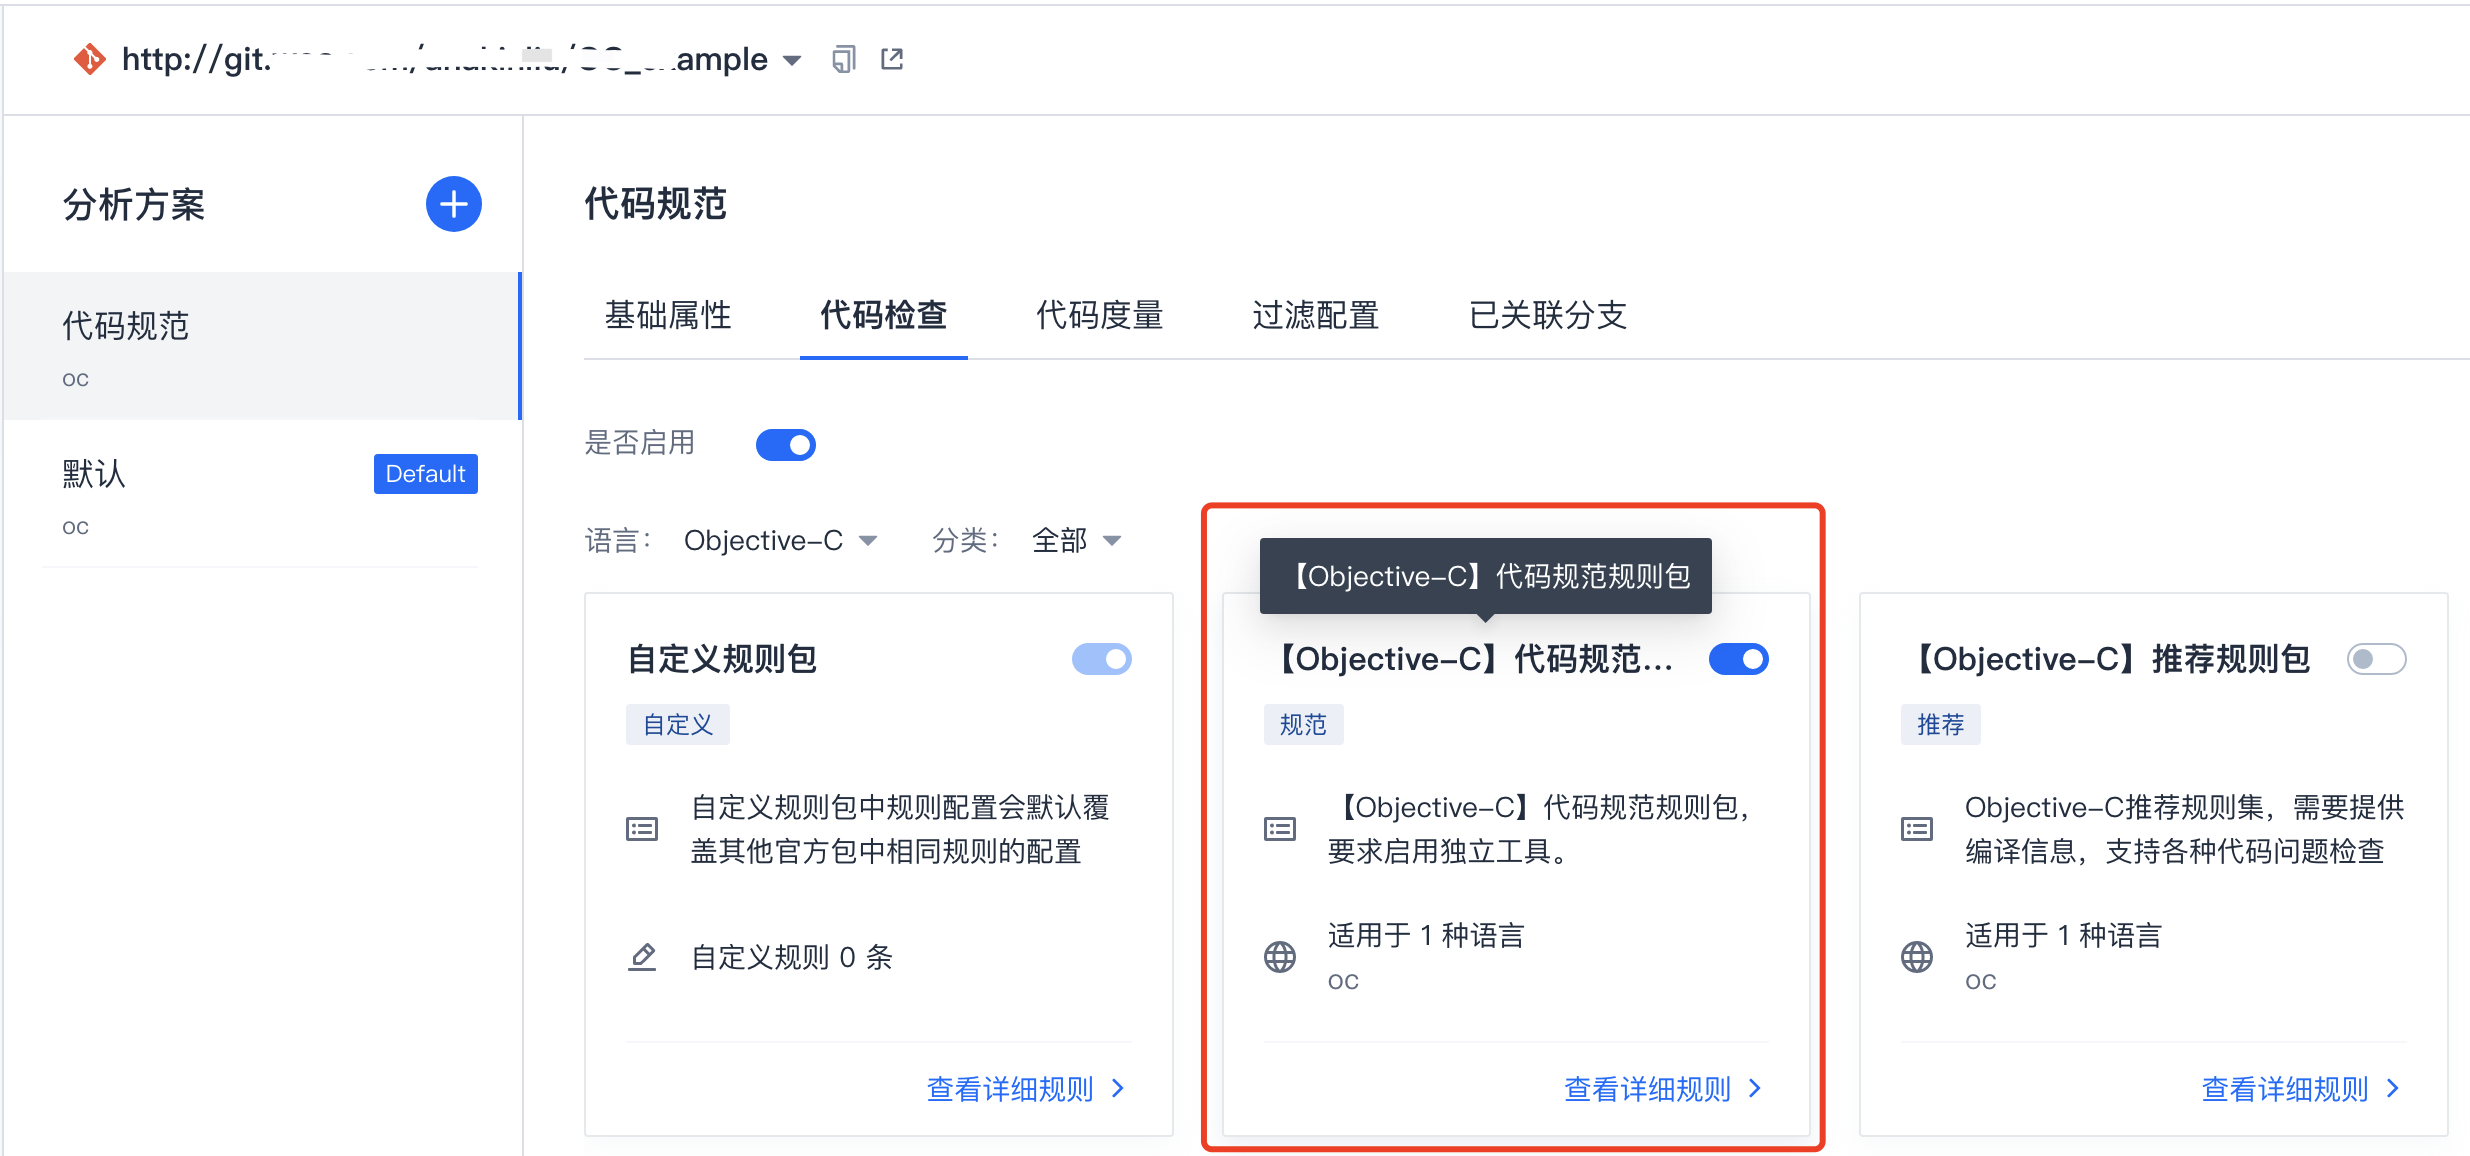 http://git.
ample
分析方案
代码规范
oc
默认
Default
oc
代码规范
基础属性
代码检查
代码度量
过滤配置
已关联分支
是否启用
语言：
Objective-C
分类：
全部
【Objective-C】代码规范规则包
自定义规则包
自定义
自定义规则包中规则配置会默认覆
盖其他官方包中相同规则的配置
自定义规则 0 条
查看详细规则
【Objective-C】代码规范...
规范
【Objective-C】代码规范规则包，
要求启用独立工具。
适用于 1 种语言
oc
查看详细规则
【Objective-C】推荐规则包
推荐
Objective-C推荐规则集，需要提供
编译信息，支持各种代码问题检查
适用于 1 种语言
oc
查看详细规则